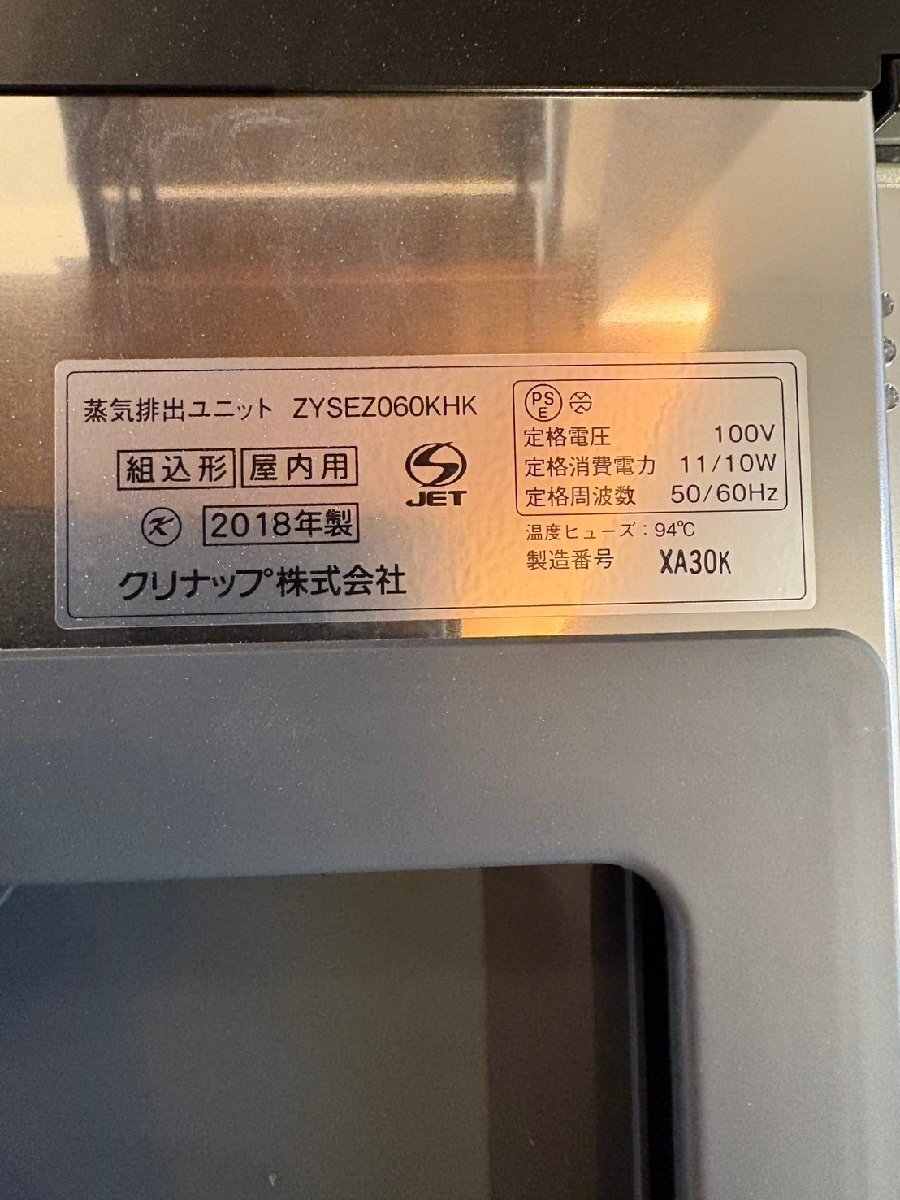 蒸気排出ユニット ZYSEZ060KHK
組込形 屋内用
JET
2018年製
クリナップ株式会社
PS
E
定格電圧 100V
定格消費電力 11/10W
定格周波数 50/60Hz
温度ヒューズ:94℃
製造番号 XA30K